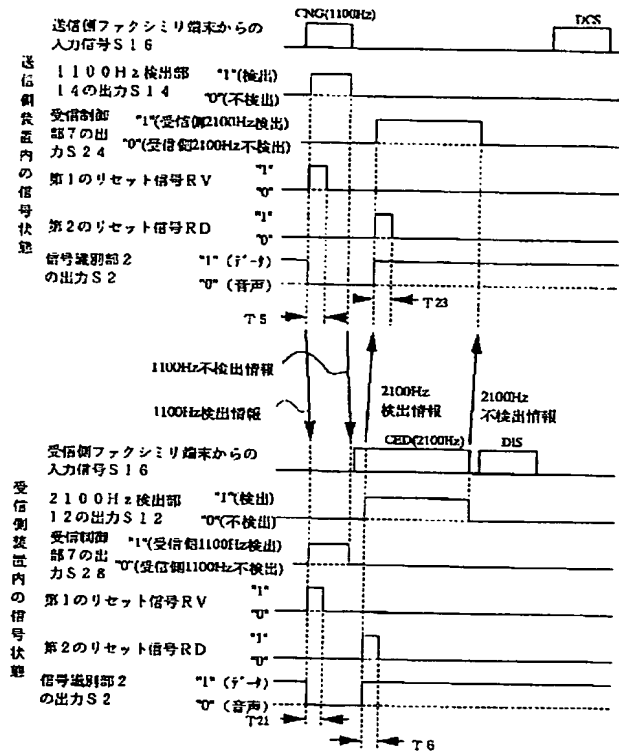 CNG(1100Hz)
DCS
送信側ファクシミリ端末からの
入力信号S16
送信側装置内の信号状態
1100Hz検出部
14の出力S14
"1"(検出)
"0"(不検出)
受信制御
部7の出
力S24
"1"(受信側2100Hz検出)
"0"(受信側2100Hz不検出)
第1のリセット信号RV
"1"
"0"
第2のリセット信号RD
"1"
"0"
信号識別部2
の出力S2
"1" (データ)
"0" (音声)
T5
T23
1100Hz不検出情報
1100Hz検出情報
2100Hz
検出情報
2100Hz
不検出情報
受信側ファクシミリ端末からの
入力信号S16
CED(2100Hz)
DIS
受信側装置内の信号状態
2100Hz検出部
12の出力S12
"1"(検出)
"0"(不検出)
受信制御
部7の出
力S28
"1"(受信側1100Hz検出)
"0"(受信側1100Hz不検出)
第1のリセット信号RV
"1"
"0"
第2のリセット信号RD
"1"
"0"
信号識別部2
の出力S2
"1" (データ)
"0" (音声)
T21
T6